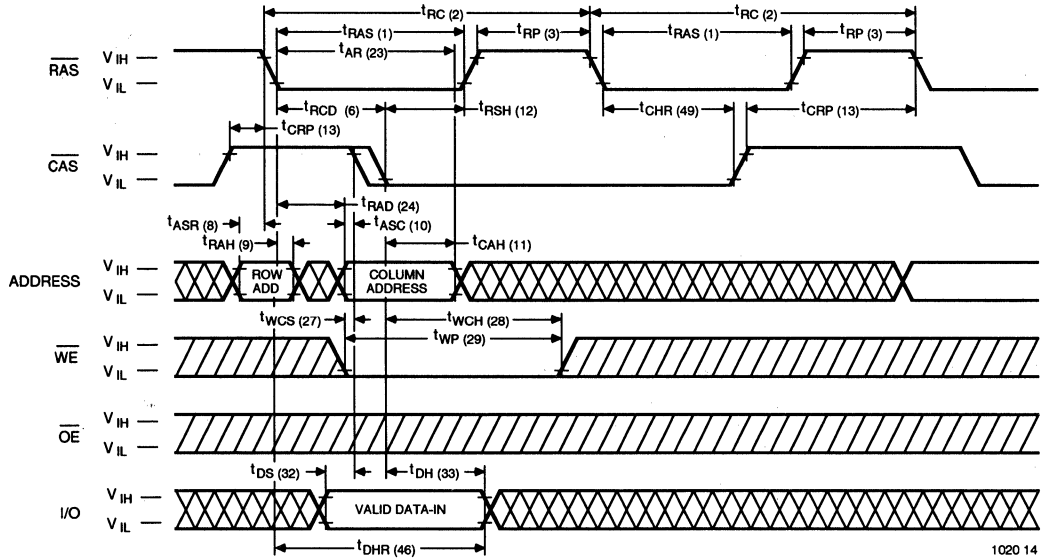 tRC (2) tRC (2)
tRAS (1) tRP (3) tRAS (1) tRP (3)
tAR (23)
RAS VIH
VIL
tRCD (6) tRSH (12) tCHR (49) tCRP (13)
tCRP (13)
CAS VIH
VIL
tRAD (24)
tASR (8) tASC (10)
tRAH (9) tCAH (11)
ADDRESS VIH
VIL
ROW
ADD
COLUMN
ADDRESS
tWCS (27) tWCH (28)
tWP (29)
WE VIH
VIL
OE VIH
VIL
tDS (32) tDH (33)
I/O VIH
VIL
VALID DATA-IN
tDHR (46)
1020 14